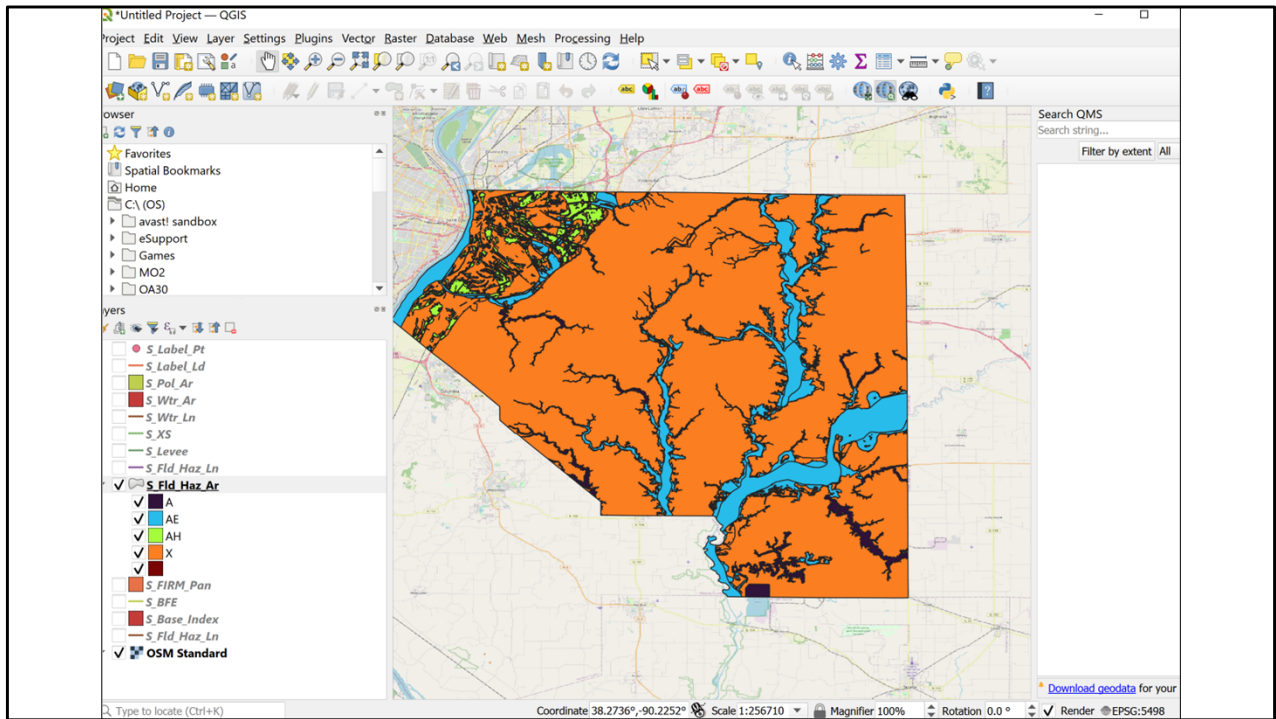 *Untitled Project — QGIS
Project Edit View Layer Settings Plugins Vector Raster Database Web Mesh Processing Help
abc abc abc
owser
Favorites
Spatial Bookmarks
Home
C:\ (OS)
avast! sandbox
eSupport
Games
MO2
OA30
yers
S_Label_Pt
S_Label_Ld
S_Pol_Ar
S_Wtr_Ar
S_Wtr_Ln
S_XS
S_Levee
S_Fld_Haz_Ln
S_Fld_Haz_Ar
A
AE
AH
X
S_FIRM_Pan
S_BFE
S_Base_Index
S_Fld_Haz_Ln
OSM Standard
Search QMS
Search string...
Filter by extent All
Download geodata for your
Type to locate (Ctrl+K) Coordinate 38.2736°,-90.2252° Scale 1:256710 Magnifier 100% Rotation 0.0 ° Render EPSG:5498